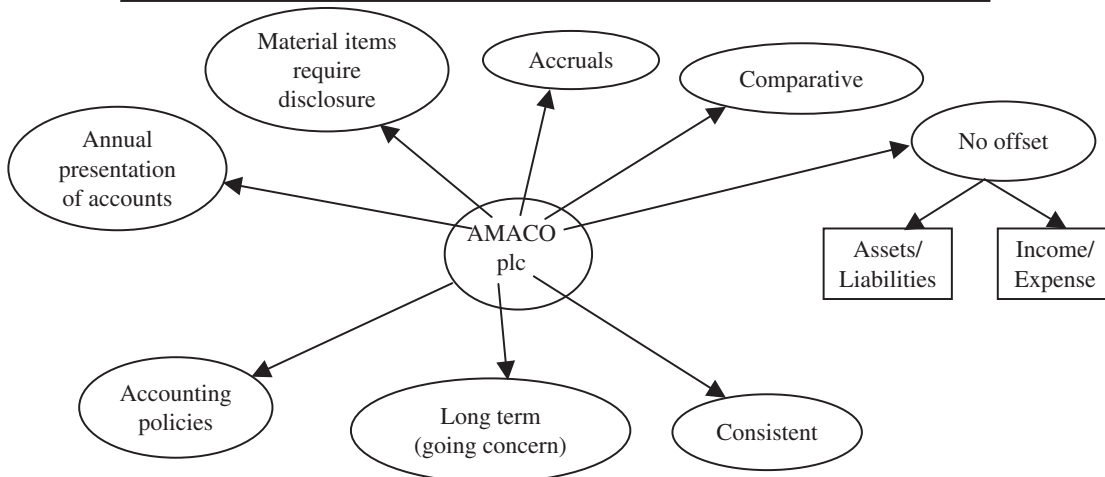 Material items
require
disclosure
Accruals
Comparative
No offset
Annual
presentation
of accounts
AMACO
plc
Assets/
Liabilities
Income/
Expense
Accounting
policies
Long term
(going concern)
Consistent